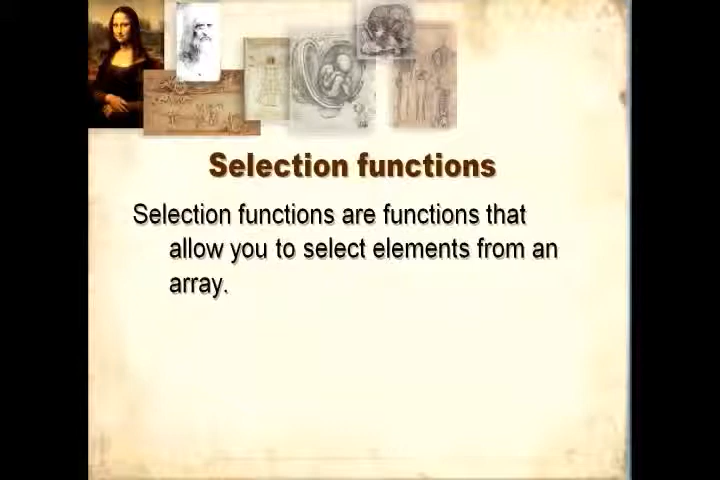 Selection functions
Selection functions are functions that
allow you to select elements from an
array.